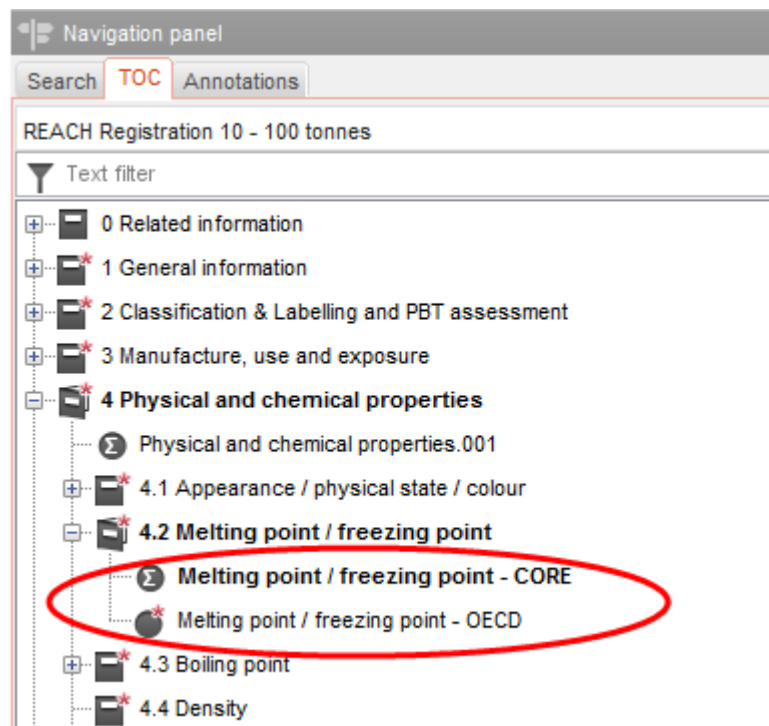 Navigation panel
Search TOC Annotations
REACH Registration 10 - 100 tonnes
Text filter
0 Related information
1 General information
2 Classification & Labelling and PBT assessment
3 Manufacture, use and exposure
4 Physical and chemical properties
Σ Physical and chemical properties.001
4.1 Appearance / physical state / colour
4.2 Melting point / freezing point
Σ Melting point / freezing point - CORE
Melting point / freezing point - OECD
4.3 Boiling point
4.4 Density